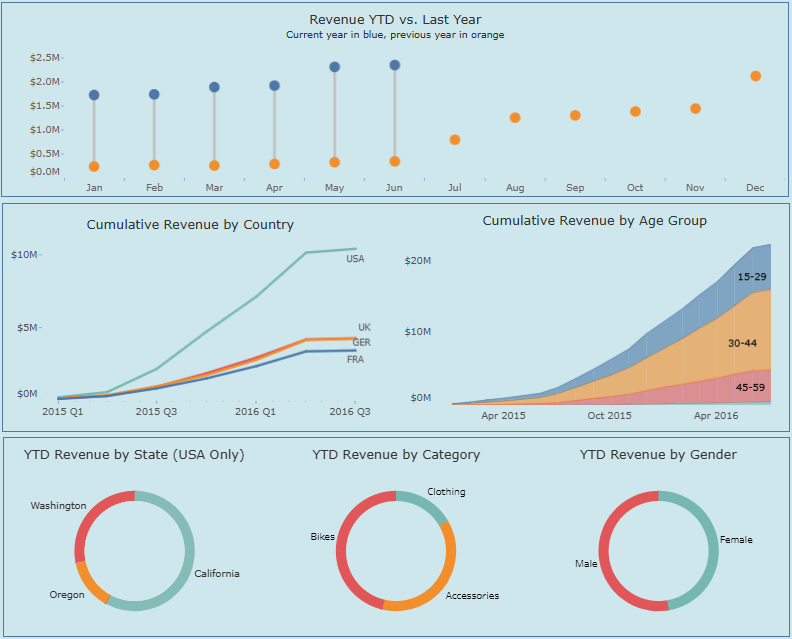 Revenue YTD vs. Last Year
Current year in blue, previous year in orange
$2.5M
$2.0M
$1.5M
$1.0M
$0.5M
$0.0M
Jan Feb Mar Apr May Jun Jul Aug Sep Oct Nov Dec
Cumulative Revenue by Country
$10M
$5M
$0M
USA
UK
GER
FRA
2015 Q1 2015 Q3 2016 Q1 2016 Q3
Cumulative Revenue by Age Group
$20M
$10M
$0M
15-29
30-44
45-59
Apr 2015 Oct 2015 Apr 2016
YTD Revenue by State (USA Only)
Washington
California
Oregon
YTD Revenue by Category
Clothing
Bikes
Accessories
YTD Revenue by Gender
Female
Male